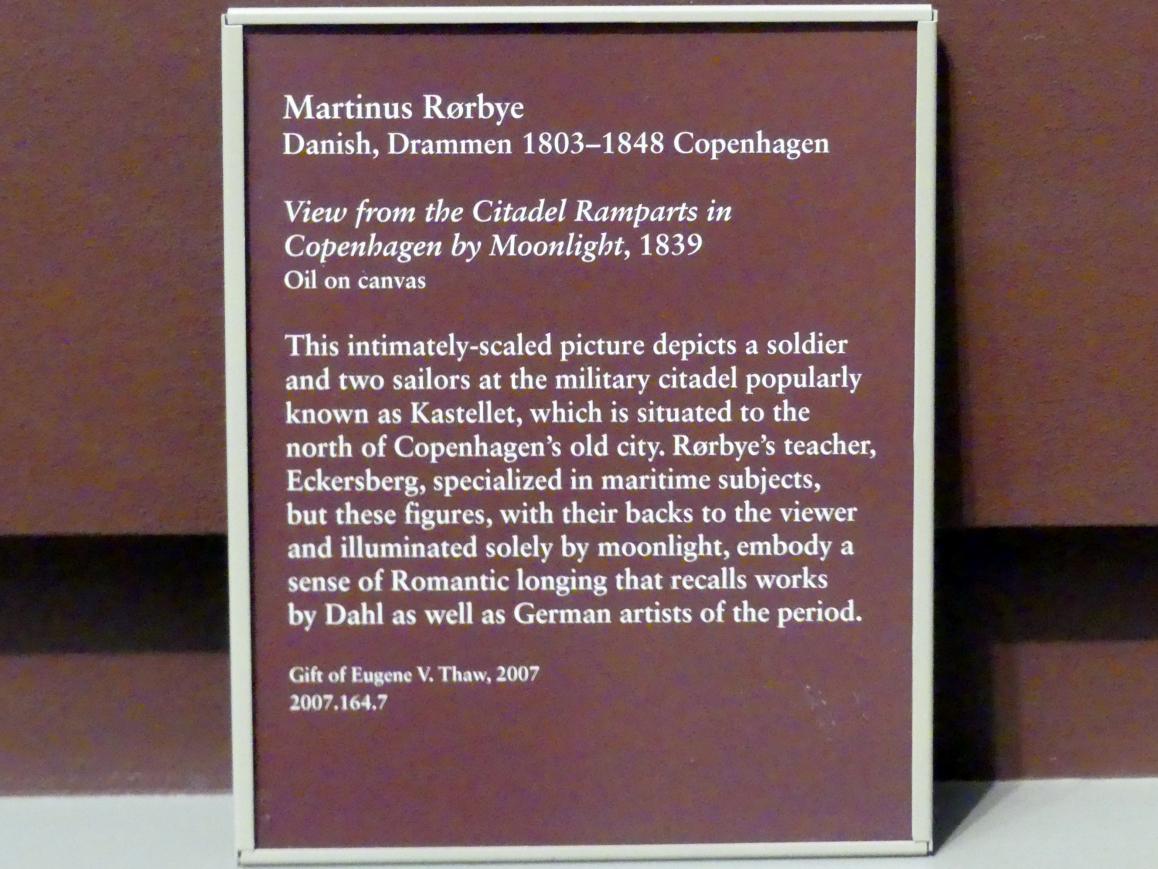 Martinus Rørbye
Danish, Drammen 1803–1848 Copenhagen
View from the Citadel Ramparts in
Copenhagen by Moonlight, 1839
Oil on canvas
This intimately-scaled picture depicts a soldier
and two sailors at the military citadel popularly
known as Kastellet, which is situated to the
north of Copenhagen’s old city. Rørbye’s teacher,
Eckersberg, specialized in maritime subjects,
but these figures, with their backs to the viewer
and illuminated solely by moonlight, embody a
sense of Romantic longing that recalls works
by Dahl as well as German artists of the period.
Gift of Eugene V. Thaw, 2007
2007.164.7